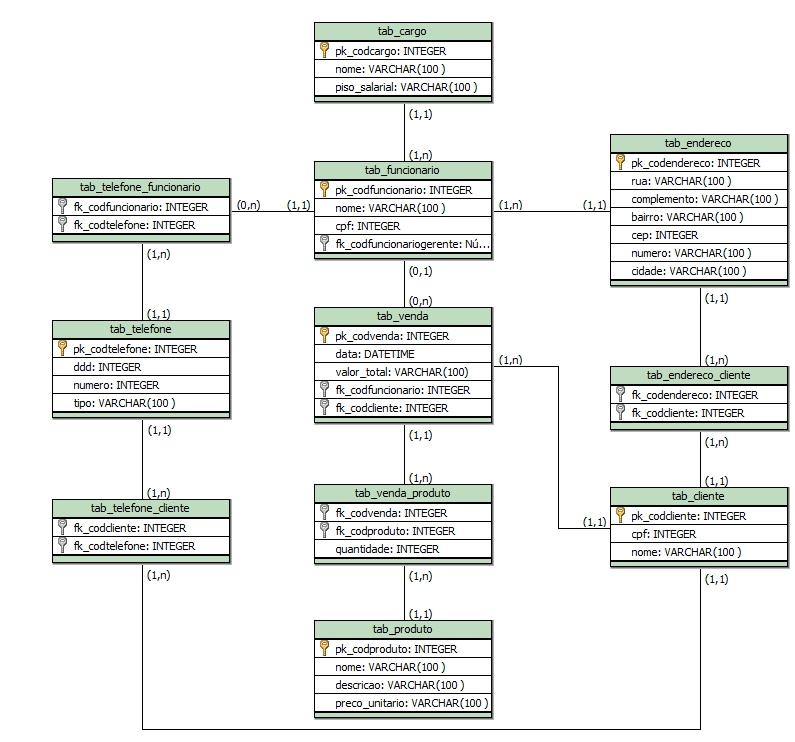 tab_cargo
pk_codcargo: INTEGER
nome: VARCHAR(100 )
piso_salarial: VARCHAR(100 )
(1,1)
(1,n)
tab_funcionario
pk_codfuncionario: INTEGER
nome: VARCHAR(100 )
cpf: INTEGER
fk_codfuncionariogerente: Nú...
(0,n)
(1,1)
(1,n)
(1,1)
(0,1)
tab_telefone_funcionario
fk_codfuncionario: INTEGER
fk_codtelefone: INTEGER
(1,n)
(1,1)
tab_endereco
pk_codendereco: INTEGER
rua: VARCHAR(100 )
complemento: VARCHAR(100 )
bairro: VARCHAR(100 )
cep: INTEGER
numero: VARCHAR(100 )
cidade: VARCHAR(100 )
(1,1)
(1,n)
tab_telefone
pk_codtelefone: INTEGER
ddd: INTEGER
numero: INTEGER
tipo: VARCHAR(100 )
(1,1)
(1,n)
(0,n)
tab_venda
pk_codvenda: INTEGER
data: DATETIME
valor_total: VARCHAR(100)
fk_codfuncionario: INTEGER
fk_codcliente: INTEGER
(1,n)
(1,1)
(1,1)
(1,n)
tab_endereco_cliente
fk_codendereco: INTEGER
fk_codcliente: INTEGER
(1,n)
(1,1)
tab_telefone_cliente
fk_codcliente: INTEGER
fk_codtelefone: INTEGER
(1,n)
tab_venda_produto
fk_codvenda: INTEGER
fk_codproduto: INTEGER
quantidade: INTEGER
(1,n)
(1,1)
tab_cliente
pk_codcliente: INTEGER
cpf: INTEGER
nome: VARCHAR(100 )
(1,1)
tab_produto
pk_codproduto: INTEGER
nome: VARCHAR(100 )
descricao: VARCHAR(100 )
preco_unitario: VARCHAR(100 )